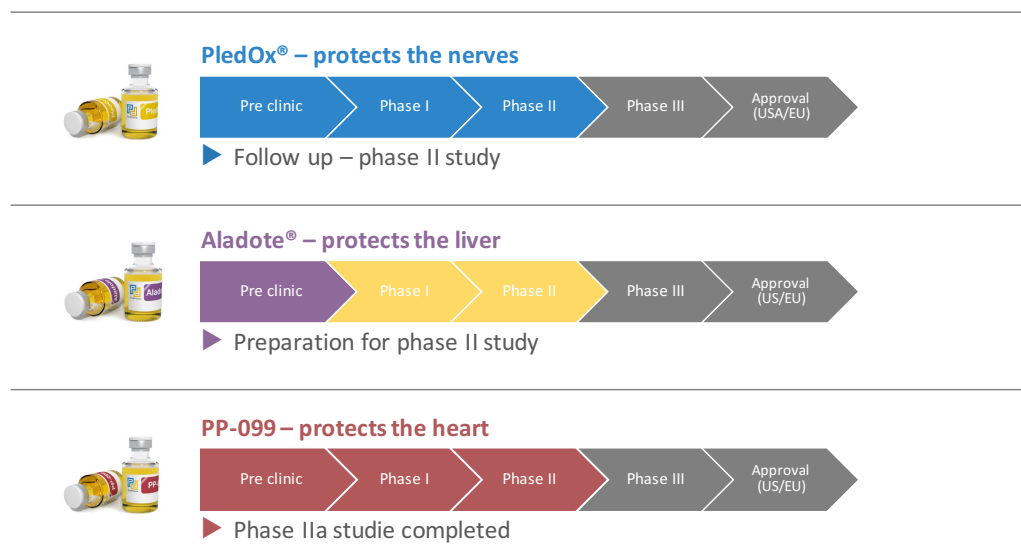 PledOx® – protects the nerves
Pre clinic
Phase I
Phase II
Phase III
Approval
(USA/EU)
Follow up – phase II study
Aladote® – protects the liver
Pre clinic
Phase I
Phase II
Phase III
Approval
(US/EU)
Preparation for phase II study
PP-099 – protects the heart
Pre clinic
Phase I
Phase II
Phase III
Approval
(US/EU)
Phase IIa studie completed